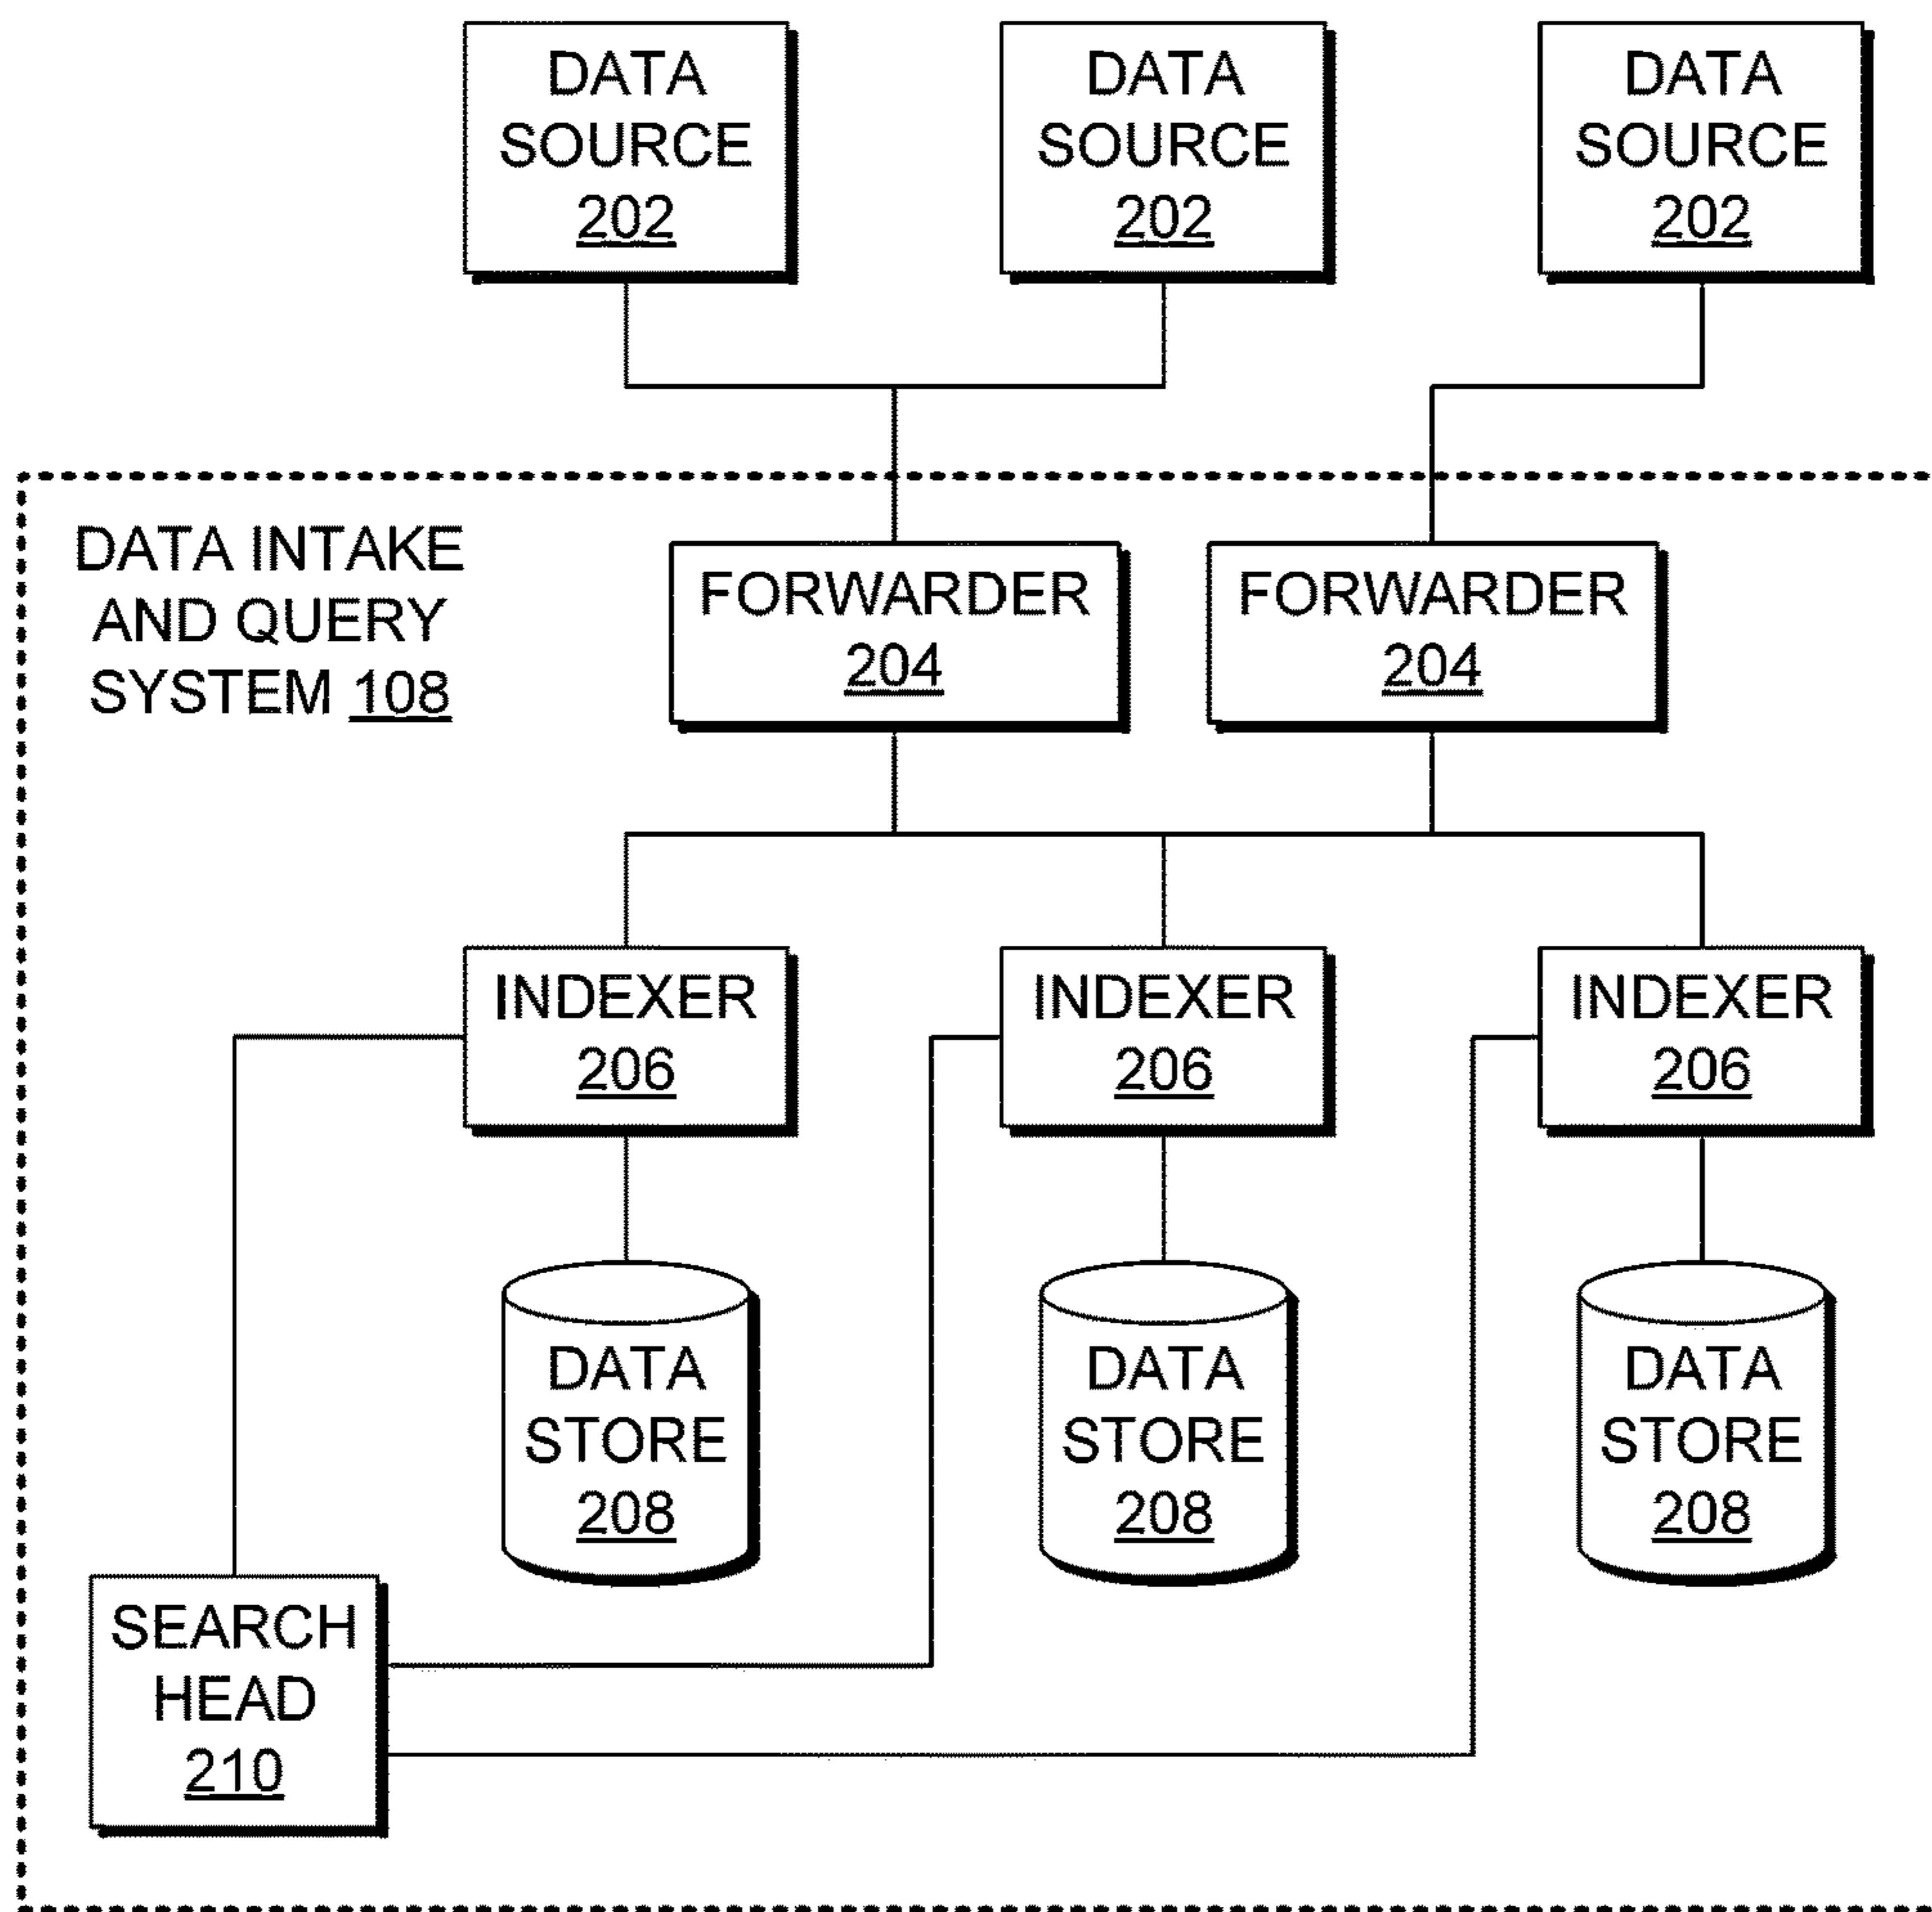 DATA
SOURCE
202
DATA
SOURCE
202
DATA
SOURCE
202
DATA INTAKE
AND QUERY
SYSTEM 108
FORWARDER
204
FORWARDER
204
INDEXER
206
INDEXER
206
INDEXER
206
DATA
STORE
208
DATA
STORE
208
DATA
STORE
208
SEARCH
HEAD
210